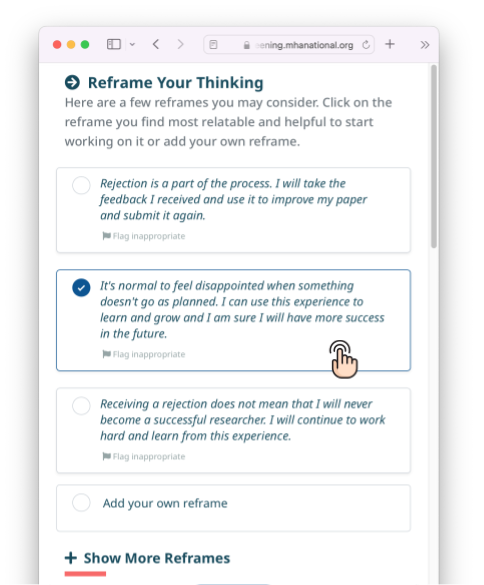 ening.mhanational.org
Reframe Your Thinking
Here are a few reframes you may consider. Click on the
reframe you find most relatable and helpful to start
working on it or add your own reframe.
Rejection is a part of the process. I will take the
feedback I received and use it to improve my paper
and submit it again.
Flag inappropriate
It's normal to feel disappointed when something
doesn't go as planned. I can use this experience to
learn and grow and I am sure I will have more success
in the future.
Flag inappropriate
Receiving a rejection does not mean that I will never
become a successful researcher. I will continue to work
hard and learn from this experience.
Flag inappropriate
Add your own reframe
+ Show More Reframes